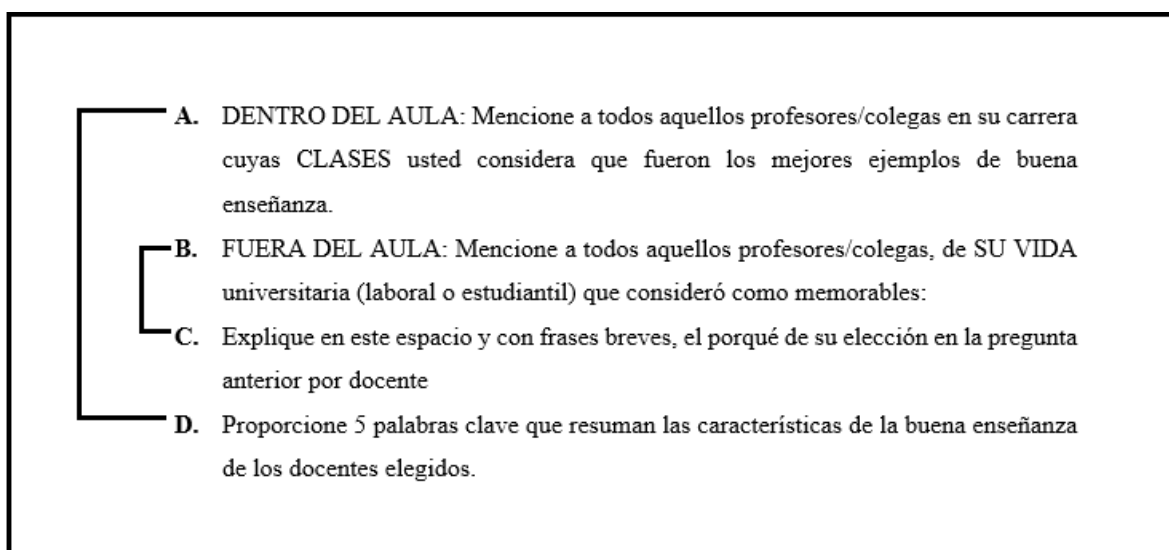 A. DENTRO DEL AULA: Mencione a todos aquellos profesores/colegas en su carrera
cuyas CLASES usted considera que fueron los mejores ejemplos de buena
enseñanza.
B. FUERA DEL AULA: Mencione a todos aquellos profesores/colegas, de SU VIDA
universitaria (laboral o estudiantil) que consideró como memorables:
C. Explique en este espacio y con frases breves, el porqué de su elección en la pregunta
anterior por docente
D. Proporcione 5 palabras clave que resuman las características de la buena enseñanza
de los docentes elegidos.